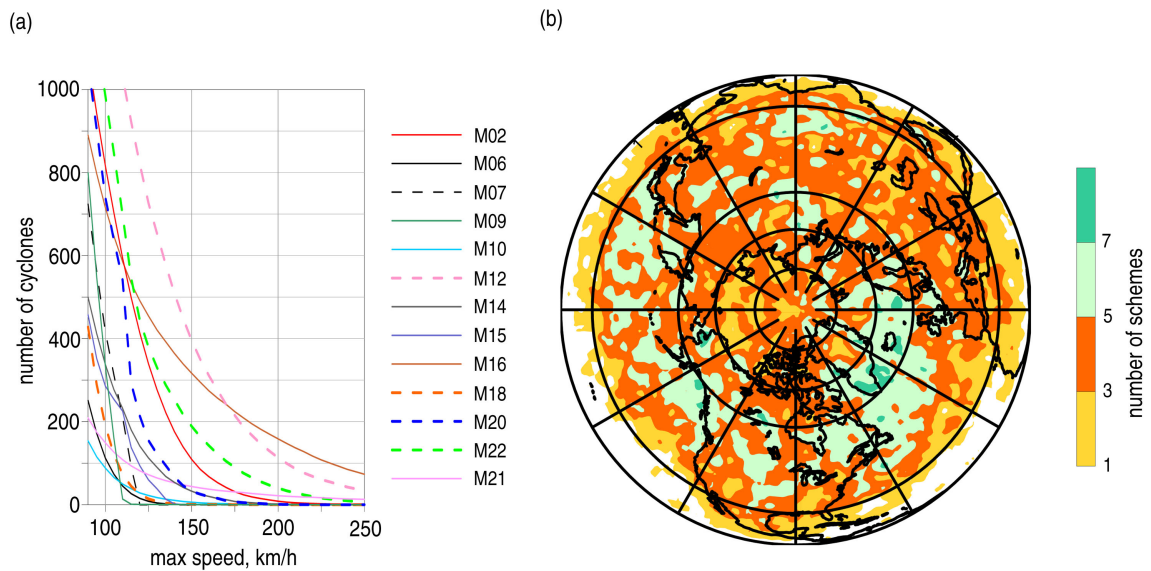 (a)
(b)
number of cyclones
1000
800
600
400
200
0
100
150
200
250
max speed, km/h
M02
M06
M07
M09
M10
M12
M14
M15
M16
M18
M20
M22
M21
7
5
3
1
number of schemes